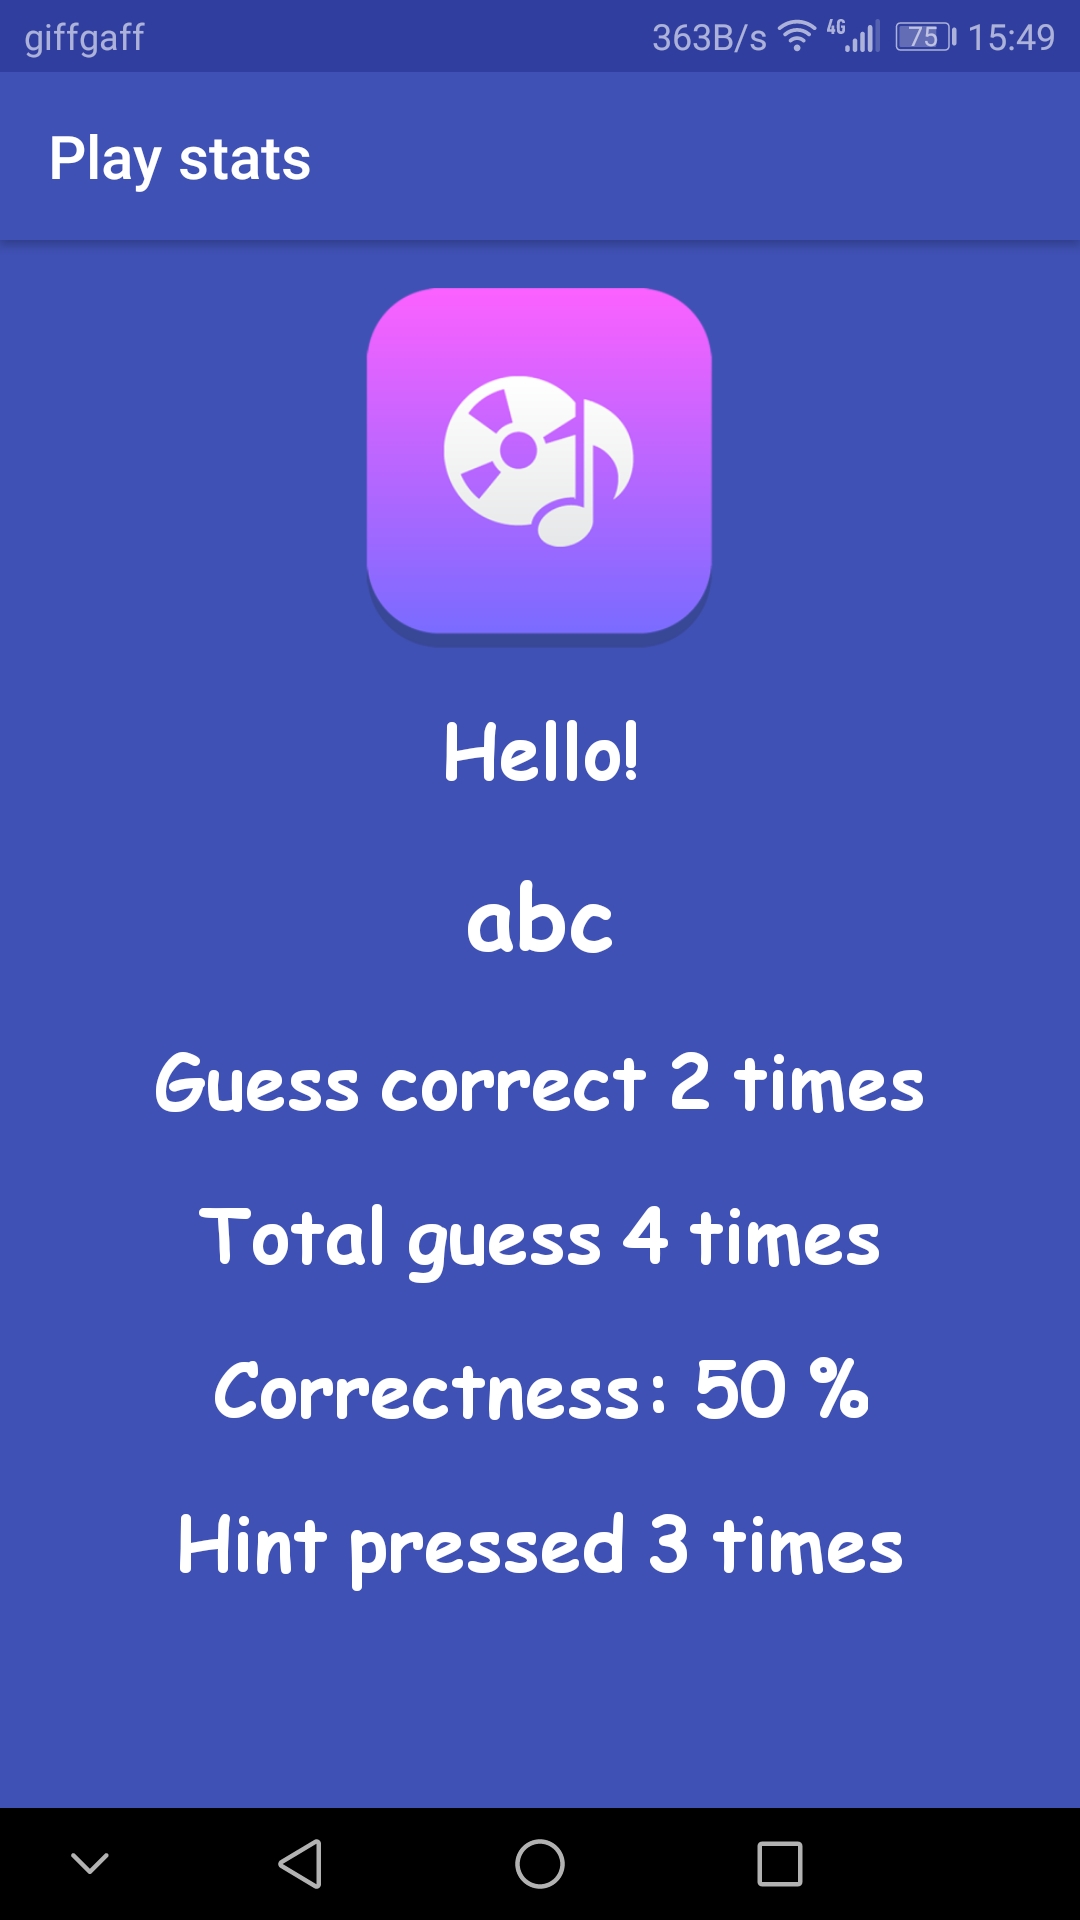 giffgaff 363B/s 4G 75 15:49
Play stats
Hello!
abc
Guess correct 2 times
Total guess 4 times
Correctness: 50 %
Hint pressed 3 times